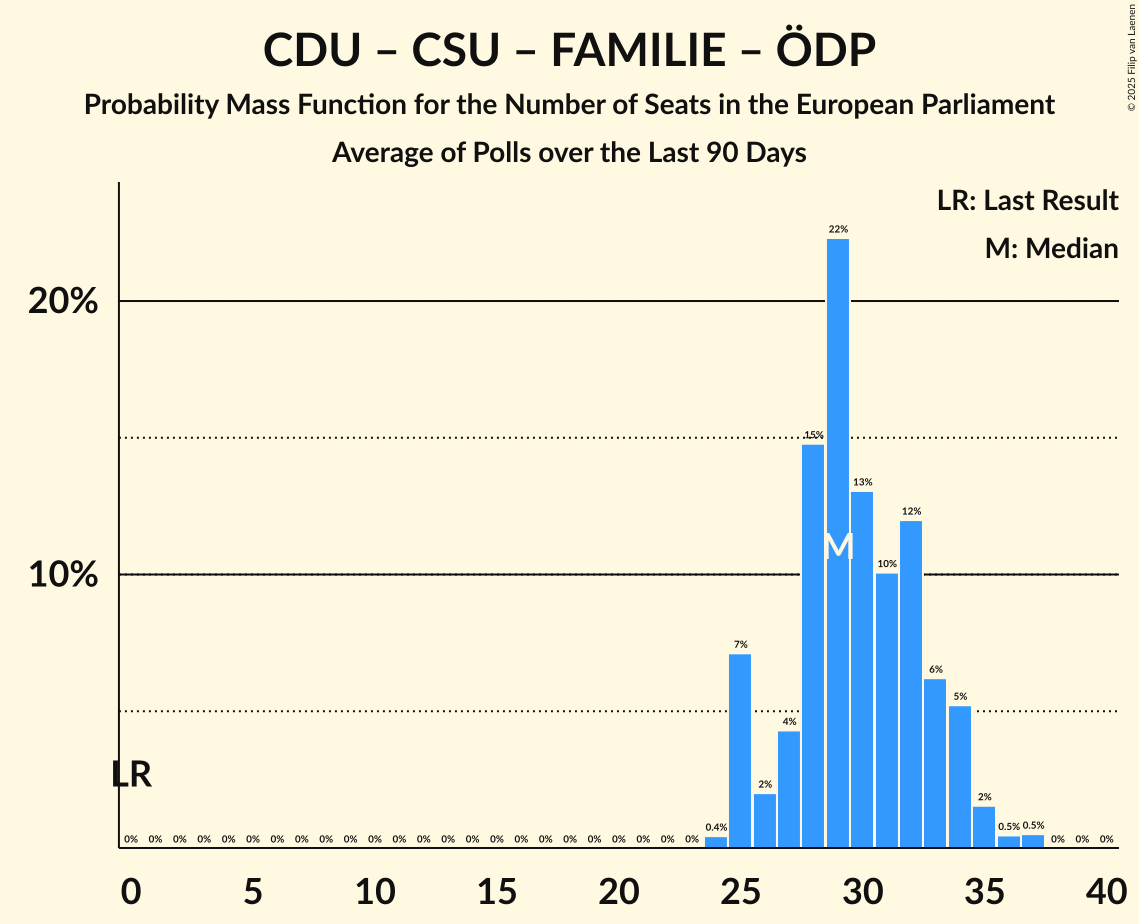 CDU – CSU – FAMILIE – ÖDP
Probability Mass Function for the Number of Seats in the European Parliament
Average of Polls over the Last 90 Days
© 2025 Filip van Laenen
LR: Last Result
M: Median
22%
20%
15%
13%
12%
M
10%
10%
7%
6%
5%
4%
2%
2%
LR
0% 0% 0% 0% 0% 0% 0% 0% 0% 0% 0% 0% 0% 0% 0% 0% 0% 0% 0% 0% 0% 0% 0% 0% 0.4% 0.5% 0.5% 0% 0% 0%
0 5 10 15 20 25 30 35 40